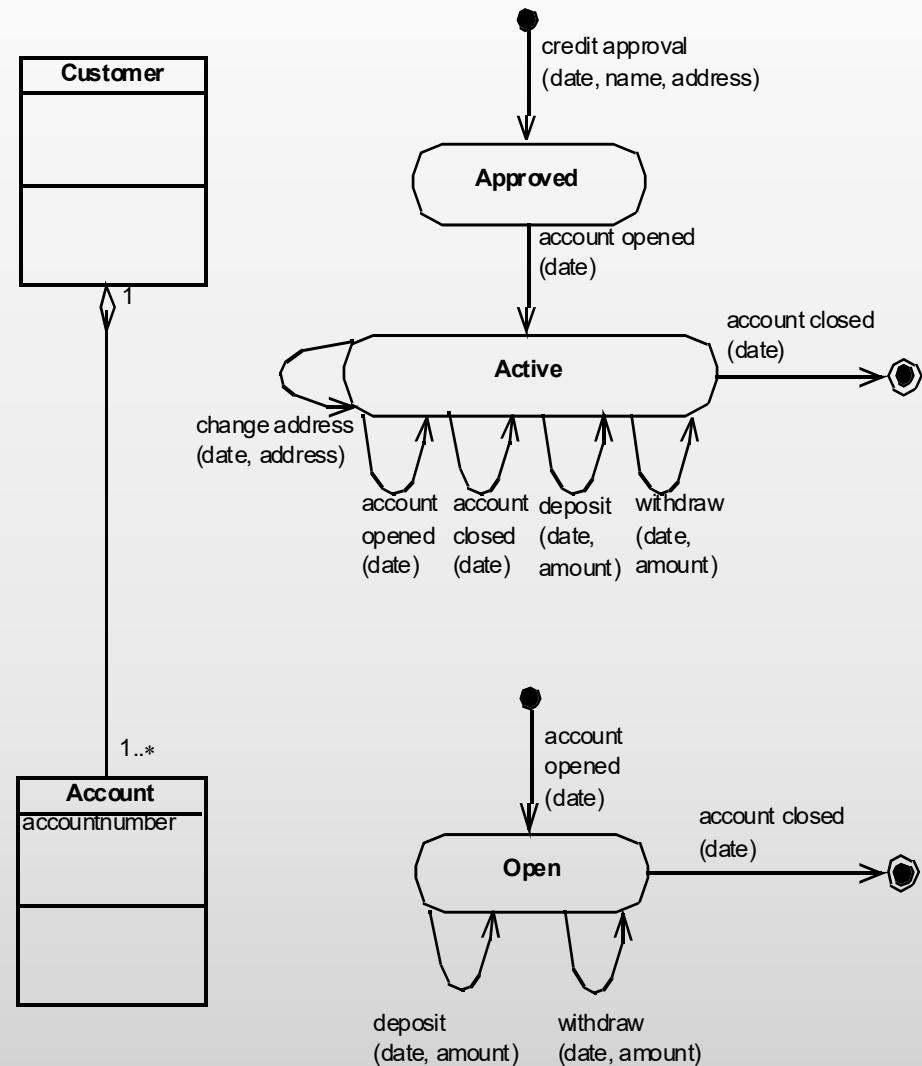 Customer
1
1..*
Account
accountnumber
credit approval
(date, name, address)
Approved
account opened
(date)
Active
account closed
(date)
change address
(date, address)
account
opened
(date)
account
closed
(date)
deposit
(date,
amount)
withdraw
(date,
amount)
account
opened
(date)
Open
account closed
(date)
deposit
(date, amount)
withdraw
(date, amount)